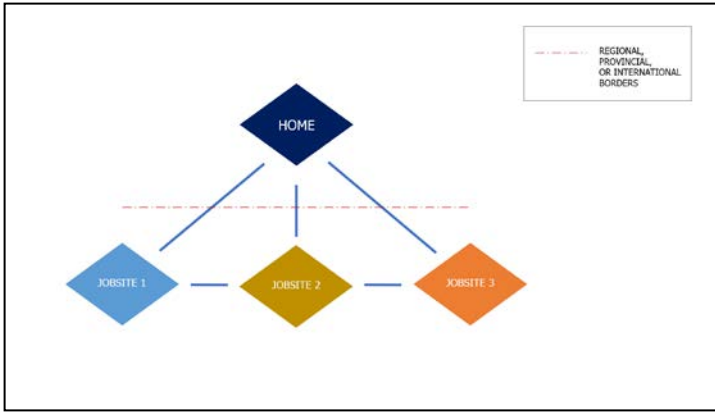 REGIONAL,
PROVINCIAL,
OR INTERNATIONAL
BORDERS
HOME
JOBSITE 1
JOBSITE 2
JOBSITE 3